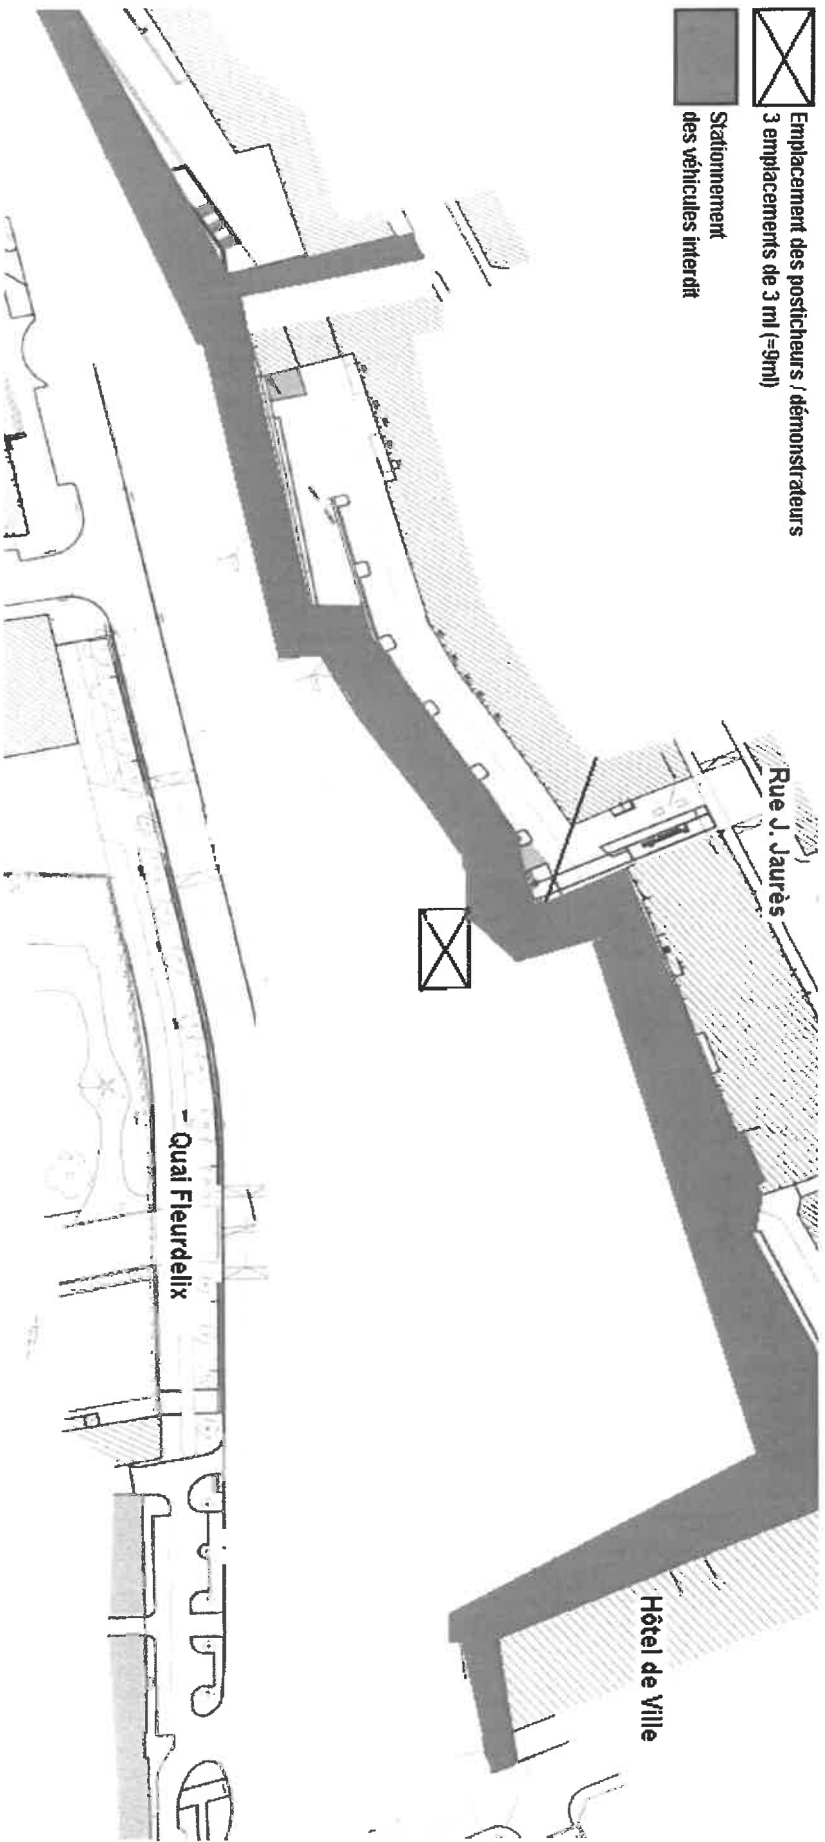 Emplacement des posticheurs / démonstrateurs
3 emplacements de 3 ml (=9ml)
Stationnement
des véhicules interdit
Rue J. Jaurès
Quai Fleurdelix
Hôtel de Ville